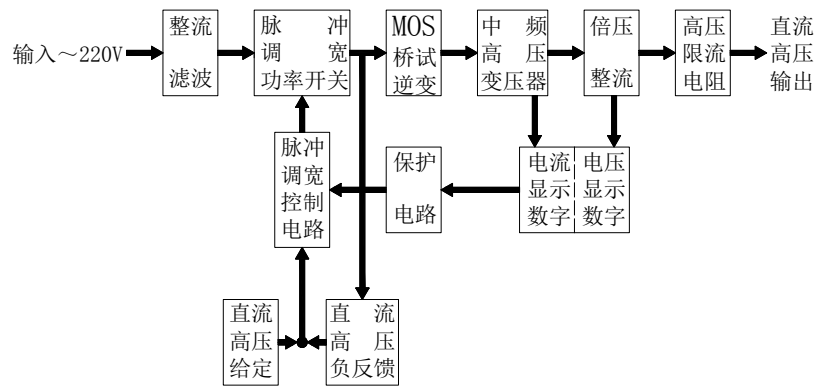 输入～220V
整流
滤波
脉 冲
调 宽
功率开关
MOS
桥试
逆变
中 频
高 压
变压器
倍压
整流
高压
限流
电阻
直流
高压
输出
脉冲
调宽
控制
电路
保护
电路
电流
显示
数字
电压
显示
数字
直流
高压
给定
直 流
高 压
负反馈